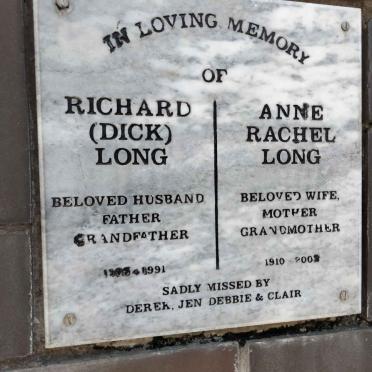 IN LOVING MEMORY
OF
RICHARD
(DICK)
LONG
BELOVED HUSBAND
FATHER
GRANDFATHER
1991
ANNE
RACHEL
LONG
BELOVED WIFE,
MOTHER
GRANDMOTHER
1910 - 2003
SADLY MISSED BY
DEREK, JEN DEBBIE & CLAIR